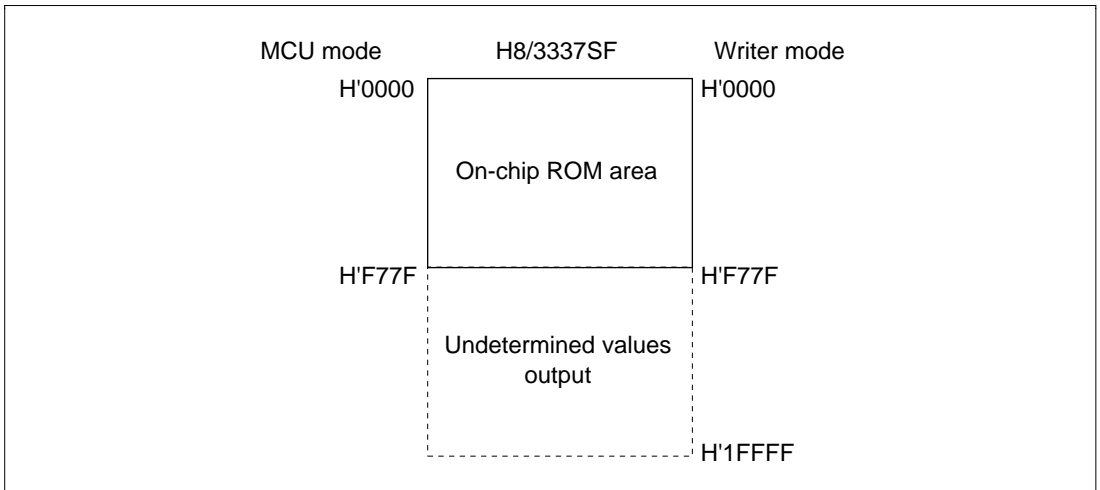 MCU mode H8/3337SF Writer mode
H'0000 H'0000
On-chip ROM area
H'F77F H'F77F
Undetermined values
output
H'1FFFF